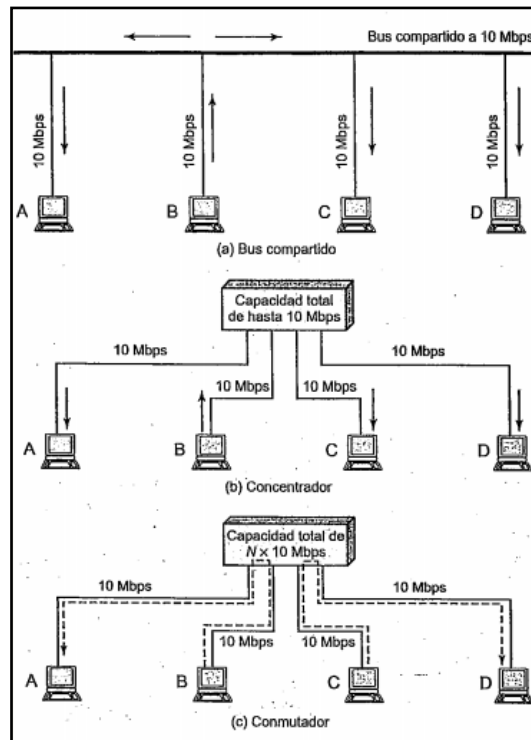 Bus compartido a 10 Mbps
10 Mbps
10 Mbps
10 Mbps
10 Mbps
A
B
C
D
(a) Bus compartido
Capacidad total
de hasta 10 Mbps
10 Mbps
10 Mbps
10 Mbps
10 Mbps
A
B
C
D
(b) Concentrador
Capacidad total de
N × 10 Mbps
10 Mbps
10 Mbps
10 Mbps
10 Mbps
A
B
C
D
(c) Conmutador